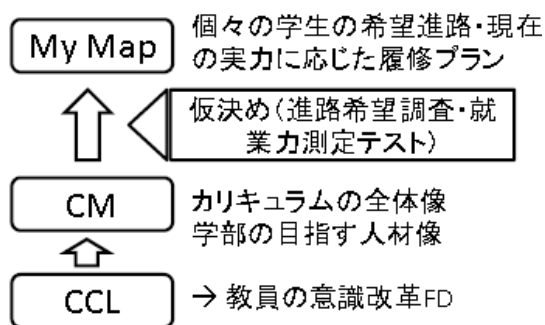 My Map
個々の学生の希望進路・現在
の実力に応じた履修プラン
仮決め(進路希望調査・就
業力測定テスト)
CM
カリキュラムの全体像
学部の目指す人材像
CCL
→ 教員の意識改革FD